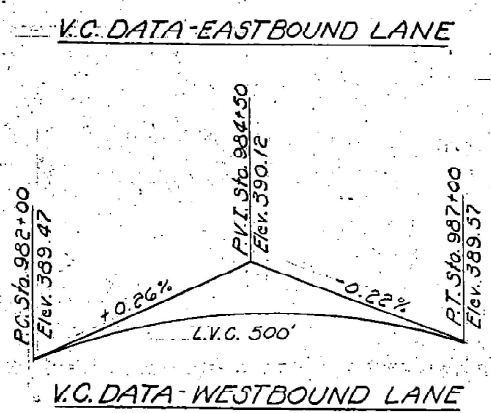 V.C. DATA-EASTBOUND LANE
P.C. Sta. 982+00
Elev. 389.47
P.V.I. Sta. 984+50
Elev. 390.12
P.T. Sta. 987+00
Elev. 389.57
+0.26%
-0.22%
L.V.C. 500'
V.C. DATA-WESTBOUND LANE